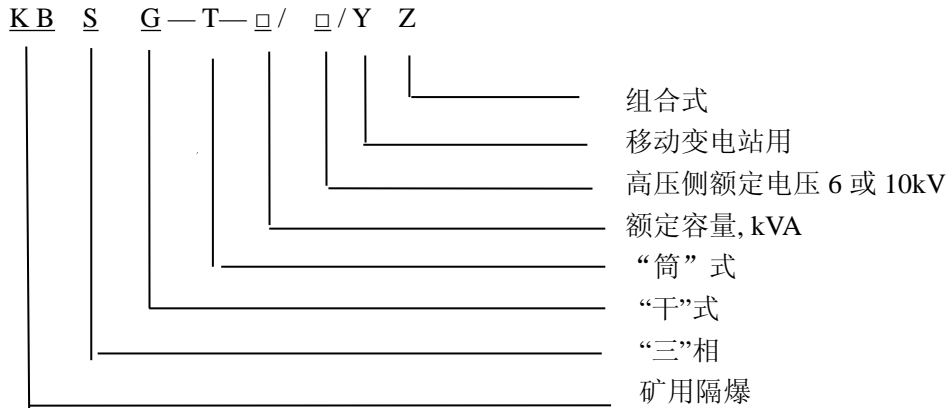 KB S G—T—□/ □/Y Z
组合式
移动变电站用
高压侧额定电压 6 或 10kV
额定容量, kVA
“筒”式
“干”式
“三”相
矿用隔爆